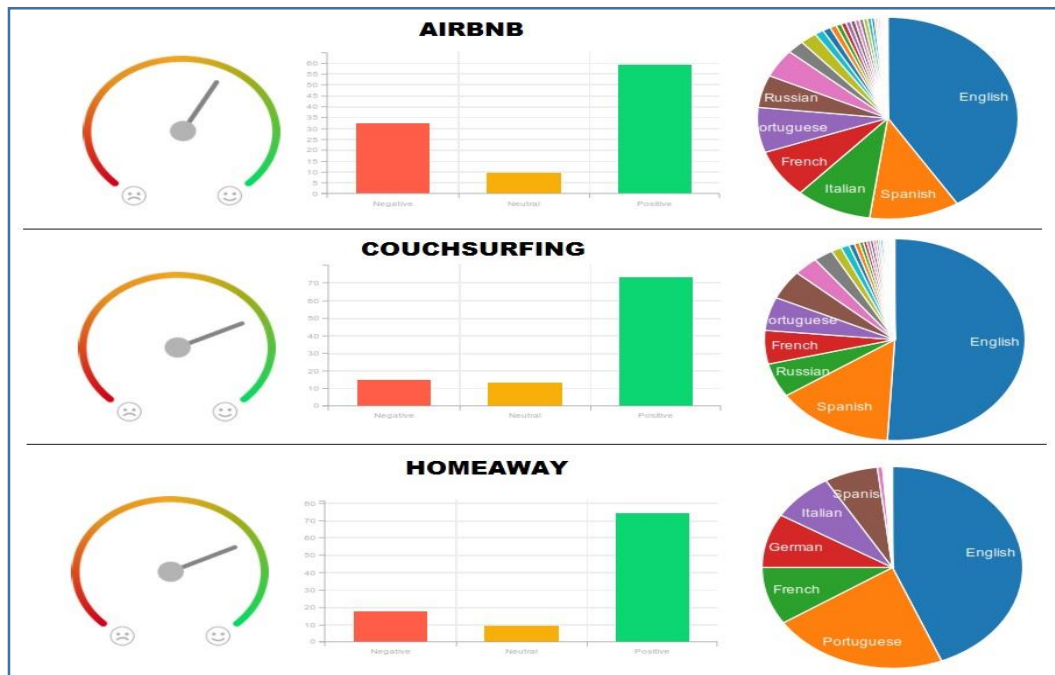 AIRBNB
60
55
50
45
40
35
30
25
20
15
10
5
0
Negative
Neutral
Positive
English
Spanish
Italian
French
ortuguese
Russian
COUCHSURFING
70
60
50
40
30
20
10
0
Negative
Neutral
Positive
English
Spanish
Russian
French
ortuguese
HOMEAWAY
80
70
60
50
40
30
20
10
0
Negative
Neutral
Positive
English
Portuguese
French
German
Italian
Spanis